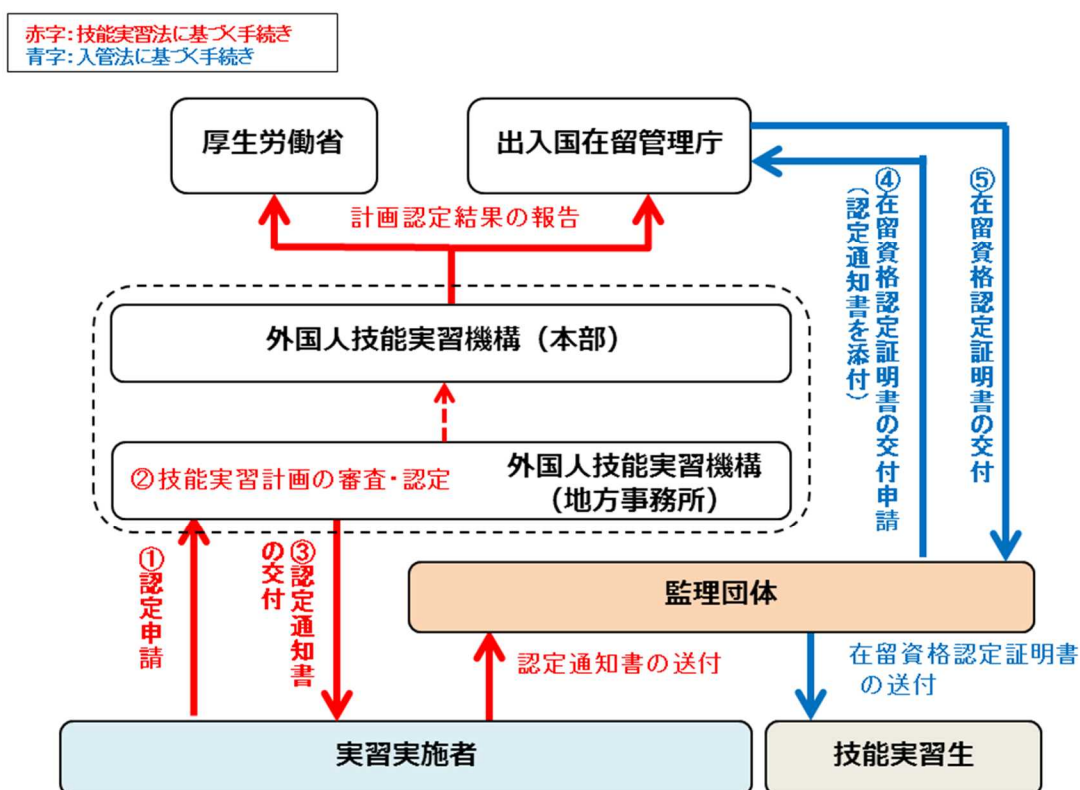 赤字:技能実習法に基づく手続き
青字:入管法に基づく手続き
厚生労働省
出入国在留管理庁
計画認定結果の報告
④在留資格認定証明書の交付申請
(認定通知書を添付)
⑤在留資格認定証明書の交付
外国人技能実習機構(本部)
②技能実習計画の審査・認定
外国人技能実習機構
(地方事務所)
①認定申請
③認定通知書
の交付
監理団体
認定通知書の送付
在留資格認定証明書
の送付
実習実施者
技能実習生